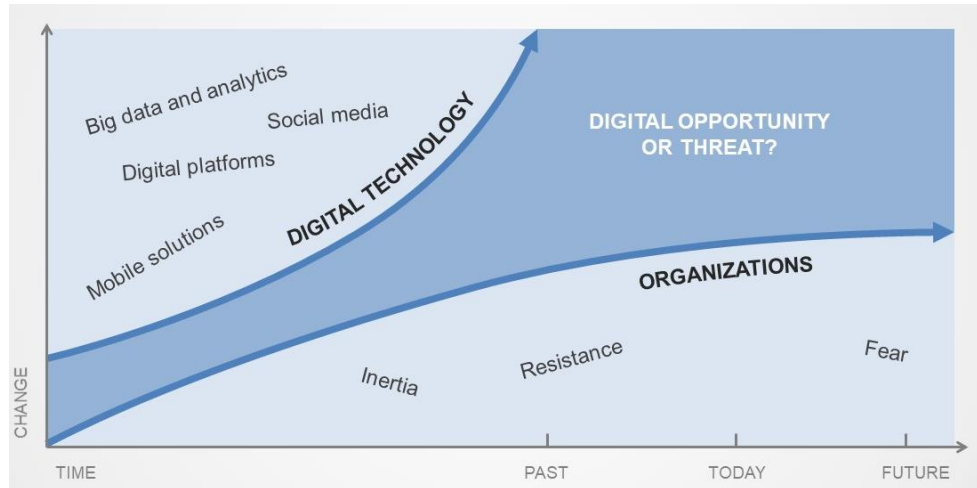 Big data and analytics
Social media
Digital platforms
Mobile solutions
DIGITAL TECHNOLOGY
DIGITAL OPPORTUNITY
OR THREAT?
ORGANIZATIONS
Inertia
Resistance
Fear
CHANGE
TIME
PAST
TODAY
FUTURE